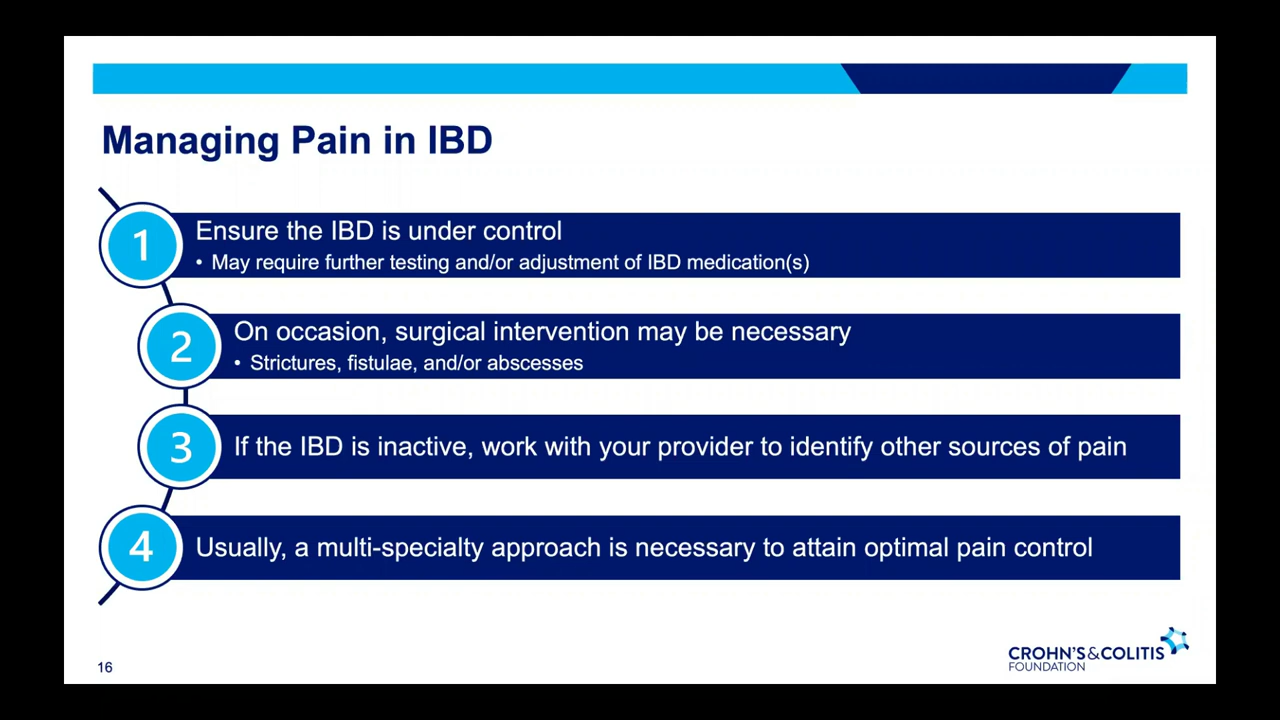 Managing Pain in IBD
1
Ensure the IBD is under control
• May require further testing and/or adjustment of IBD medication(s)
2
On occasion, surgical intervention may be necessary
• Strictures, fistulae, and/or abscesses
3
If the IBD is inactive, work with your provider to identify other sources of pain
4
Usually, a multi-specialty approach is necessary to attain optimal pain control
16
CROHN'S&COLITIS
FOUNDATION